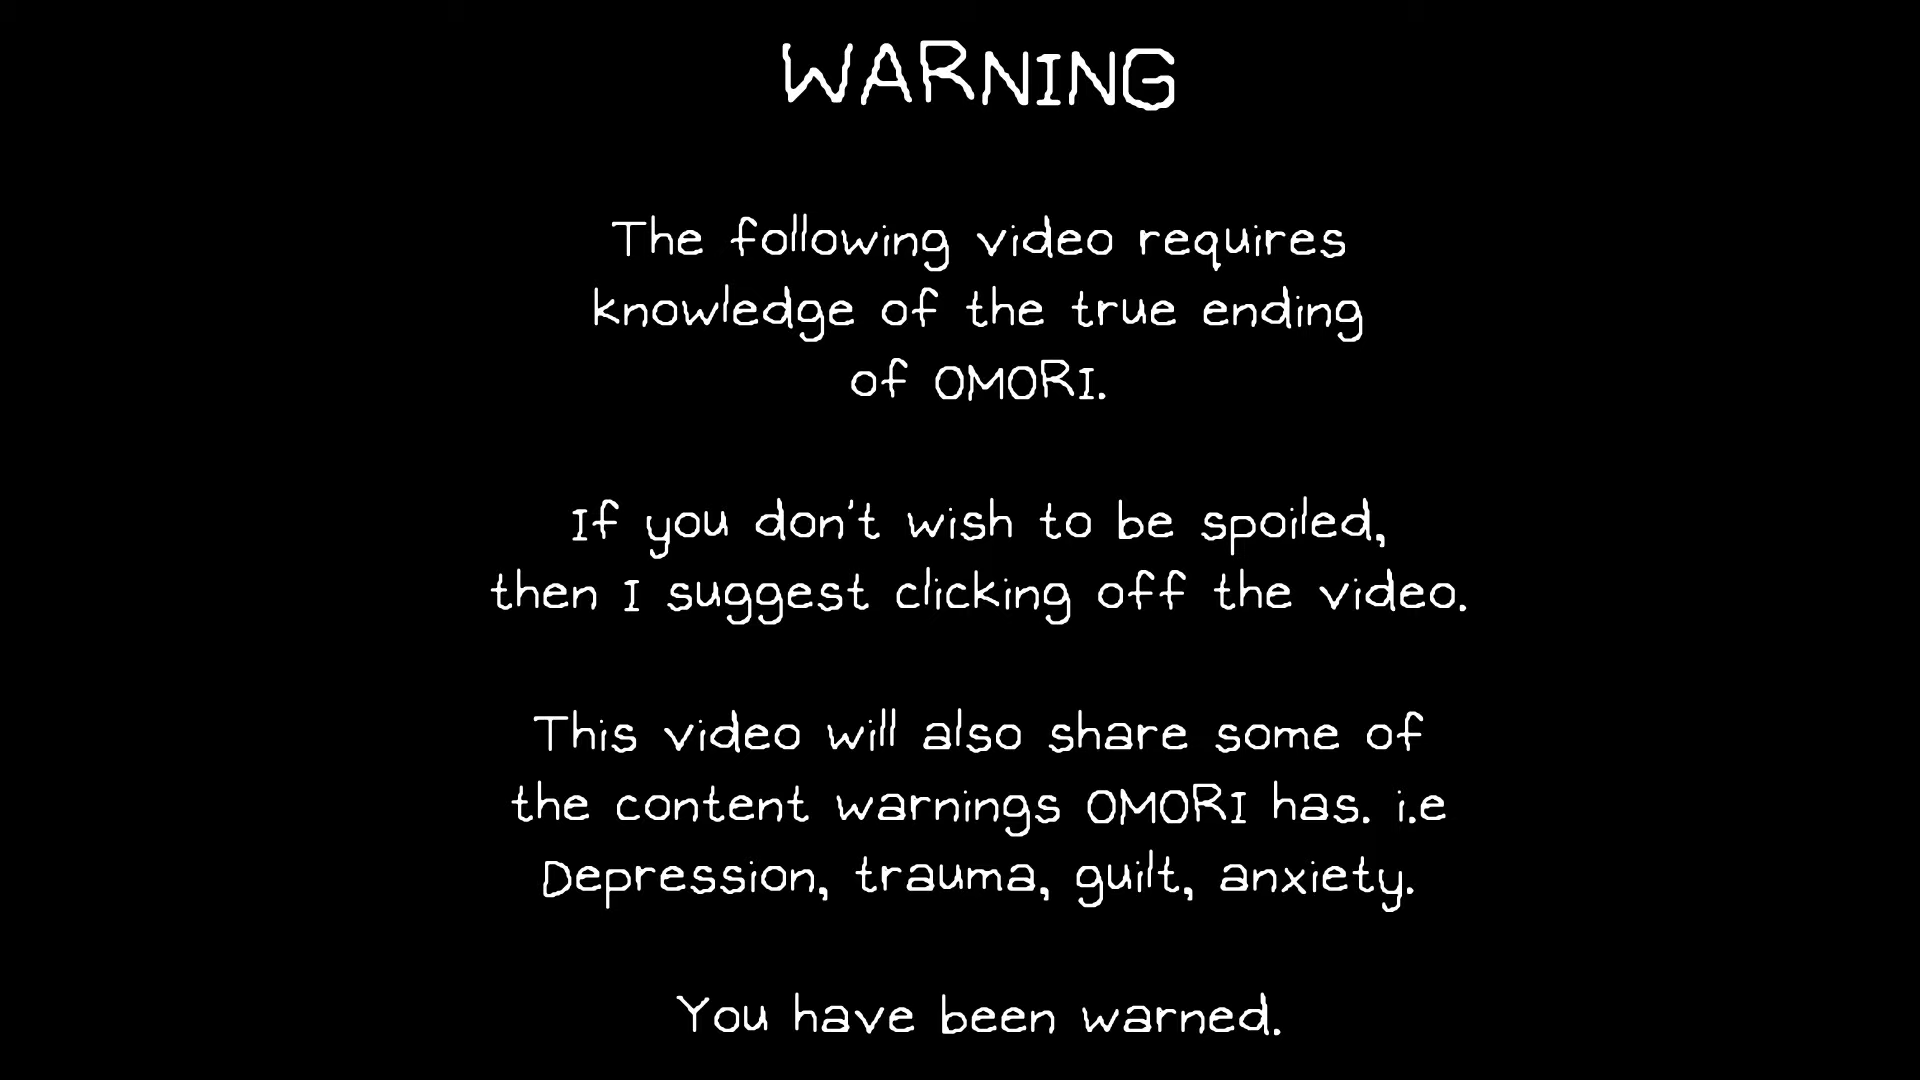 WARNING
The following video requires
knowledge of the true ending
of OMORI.
If you don't wish to be spoiled,
then I suggest clicking off the video.
This video will also share some of
the content warnings OMORI has. i.e
Depression, trauma, guilt, anxiety.
You have been warned.